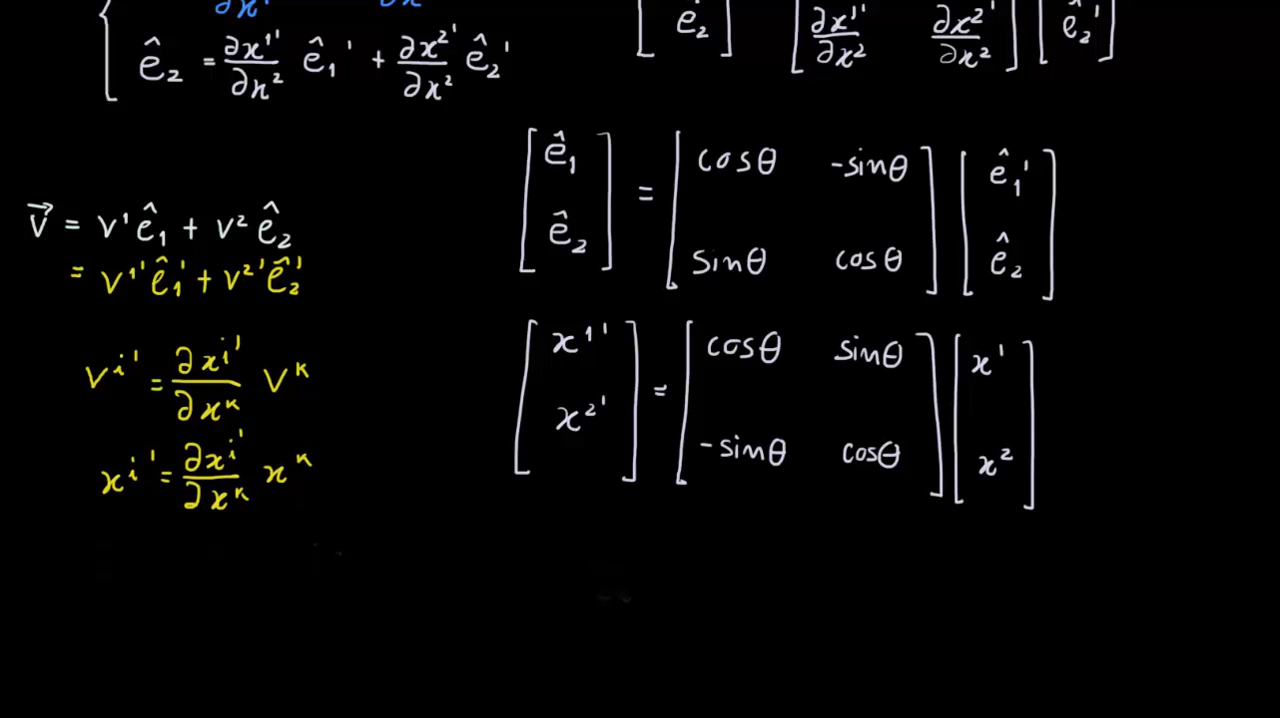 ∂x¹' ∂x
ê₂ = ∂x¹'/∂x² ê₁' + ∂x²'/∂x² ê₂'
[ê₂] [∂x¹'/∂x² ∂x²'/∂x²] [ê₂']
[ê₁ ; ê₂] = [cosθ -sinθ ; sinθ cosθ] [ê₁' ; ê₂]
v⃗ = v¹ê₁ + v²ê₂
= v¹'ê₁' + v²'ê₂'
vⁱ' = ∂xⁱ'/∂xᵏ vᵏ
xⁱ' = ∂xⁱ'/∂xᵏ xᵏ
[x¹' ; x²'] = [cosθ sinθ ; -sinθ cosθ] [x¹ ; x²]